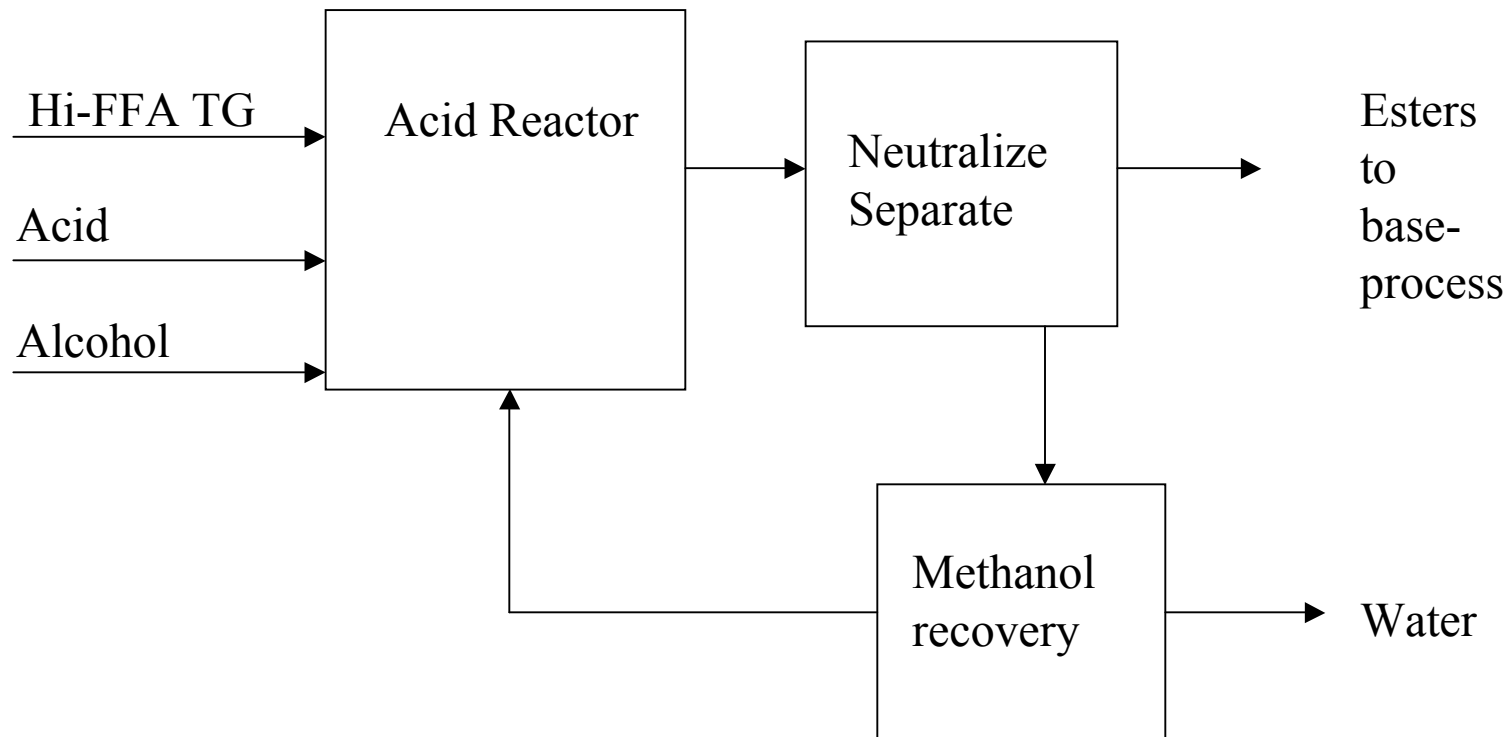 Hi-FFA TG
Acid
Alcohol
Acid Reactor
Neutralize
Separate
Esters
to
base-
process
Methanol
recovery
Water